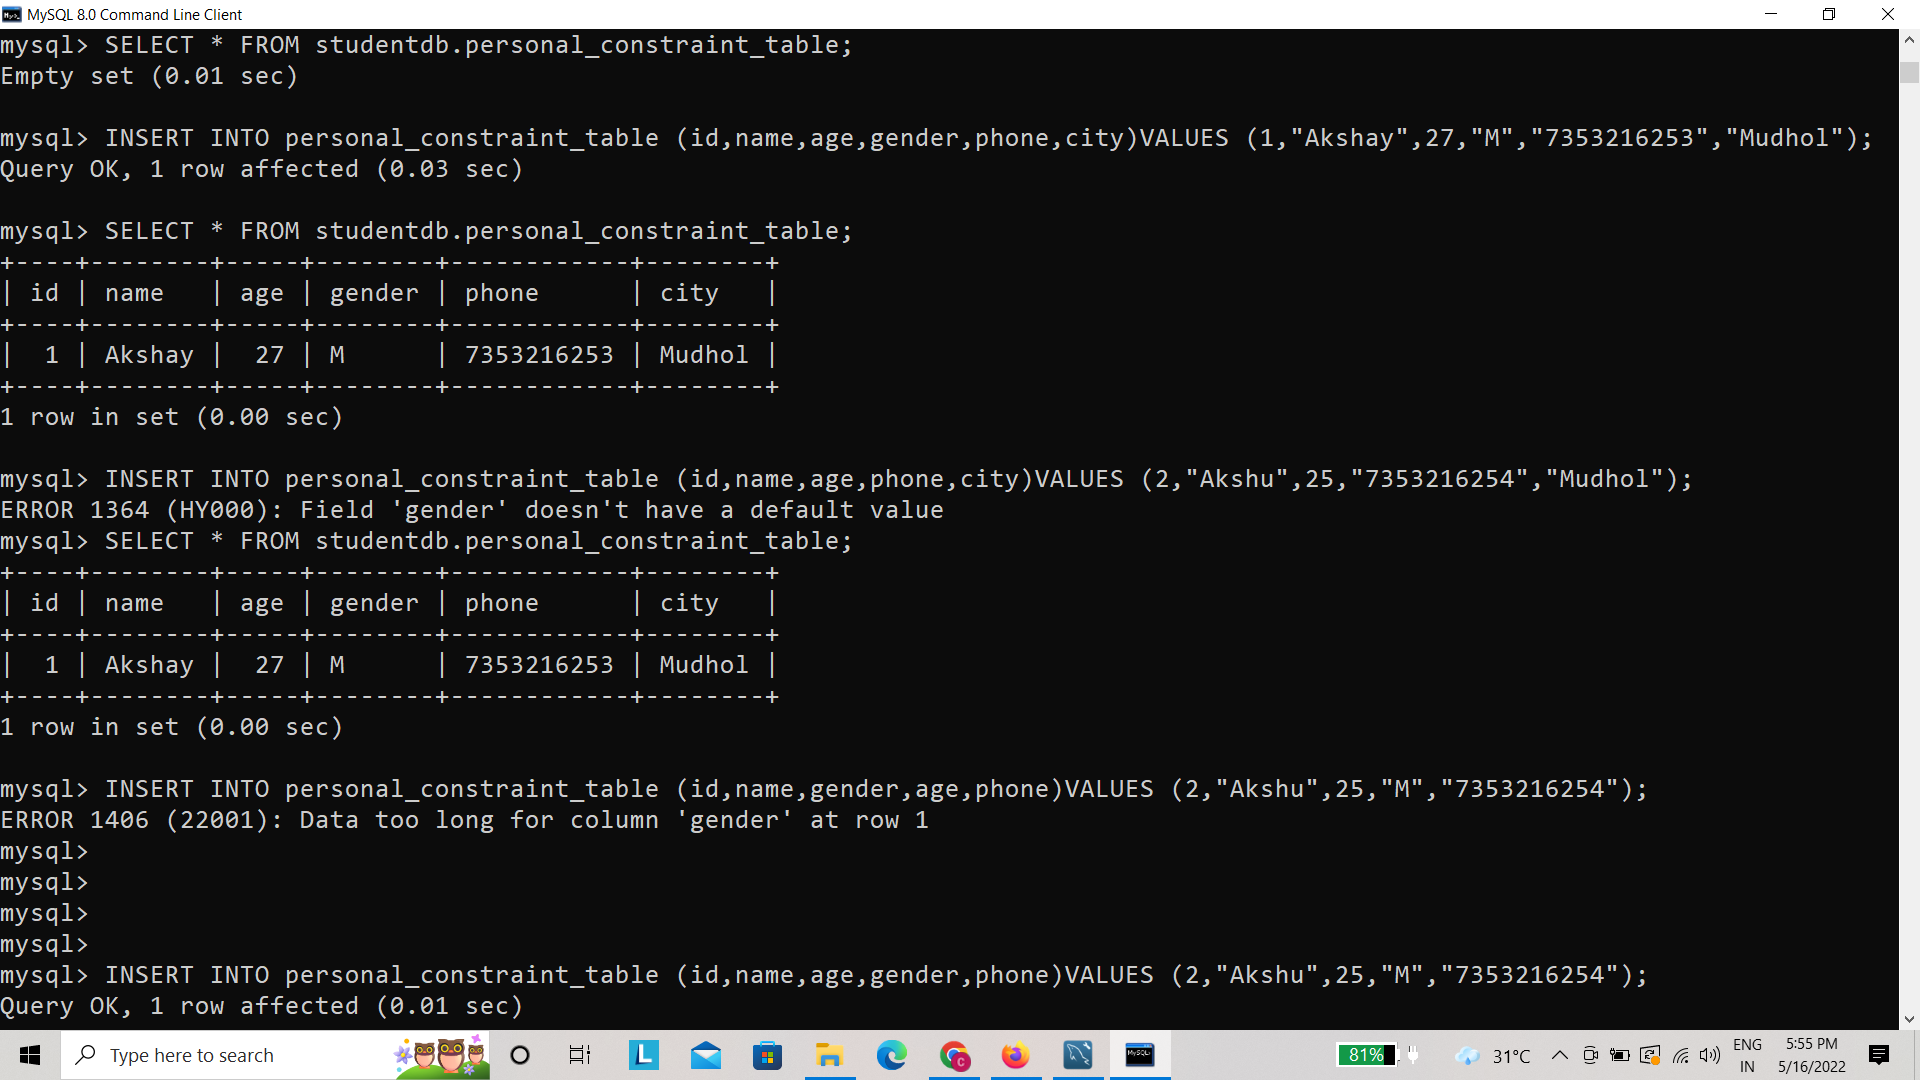 MySQL 8.0 Command Line Client
mysql> SELECT * FROM studentdb.personal_constraint_table;
Empty set (0.01 sec)
mysql> INSERT INTO personal_constraint_table (id,name,age,gender,phone,city)VALUES (1,"Akshay",27,"M","7353216253","Mudhol");
Query OK, 1 row affected (0.03 sec)
mysql> SELECT * FROM studentdb.personal_constraint_table;
+----+--------+-----+--------+------------+--------+
| id | name   | age | gender | phone      | city   |
+----+--------+-----+--------+------------+--------+
|  1 | Akshay |  27 | M      | 7353216253 | Mudhol |
+----+--------+-----+--------+------------+--------+
1 row in set (0.00 sec)
mysql> INSERT INTO personal_constraint_table (id,name,age,phone,city)VALUES (2,"Akshu",25,"7353216254","Mudhol");
ERROR 1364 (HY000): Field 'gender' doesn't have a default value
mysql> SELECT * FROM studentdb.personal_constraint_table;
+----+--------+-----+--------+------------+--------+
| id | name   | age | gender | phone      | city   |
+----+--------+-----+--------+------------+--------+
|  1 | Akshay |  27 | M      | 7353216253 | Mudhol |
+----+--------+-----+--------+------------+--------+
1 row in set (0.00 sec)
mysql> INSERT INTO personal_constraint_table (id,name,gender,age,phone)VALUES (2,"Akshu",25,"M","7353216254");
ERROR 1406 (22001): Data too long for column 'gender' at row 1
mysql>
mysql>
mysql>
mysql>
mysql> INSERT INTO personal_constraint_table (id,name,age,gender,phone)VALUES (2,"Akshu",25,"M","7353216254");
Query OK, 1 row affected (0.01 sec)
Type here to search
L
C
MySQL
81%
31°C
ENG
IN
5:55 PM
5/16/2022